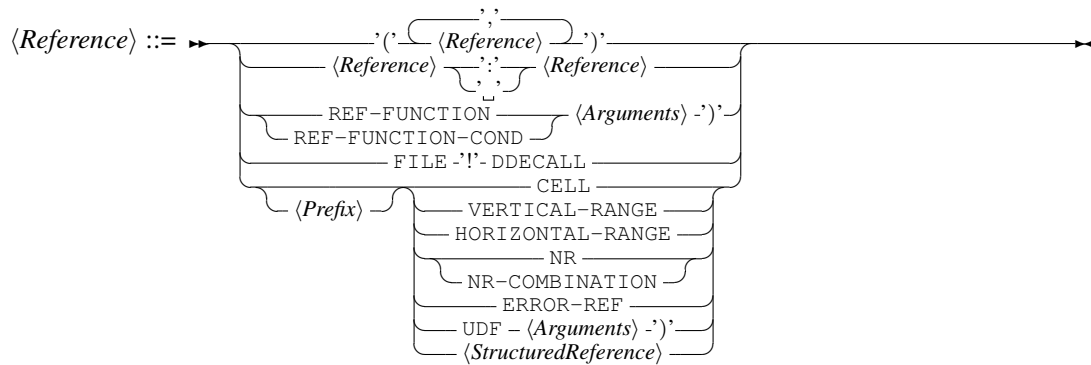 ','
⟨Reference⟩ ::= '(' ⟨Reference⟩ ')'
⟨Reference⟩ ':' ⟨Reference⟩
'␣'
REF-FUNCTION ⟨Arguments⟩ ')'
REF-FUNCTION-COND
FILE '!' DDECALL
CELL
⟨Prefix⟩ VERTICAL-RANGE
HORIZONTAL-RANGE
NR
NR-COMBINATION
ERROR-REF
UDF ⟨Arguments⟩ ')'
⟨StructuredReference⟩